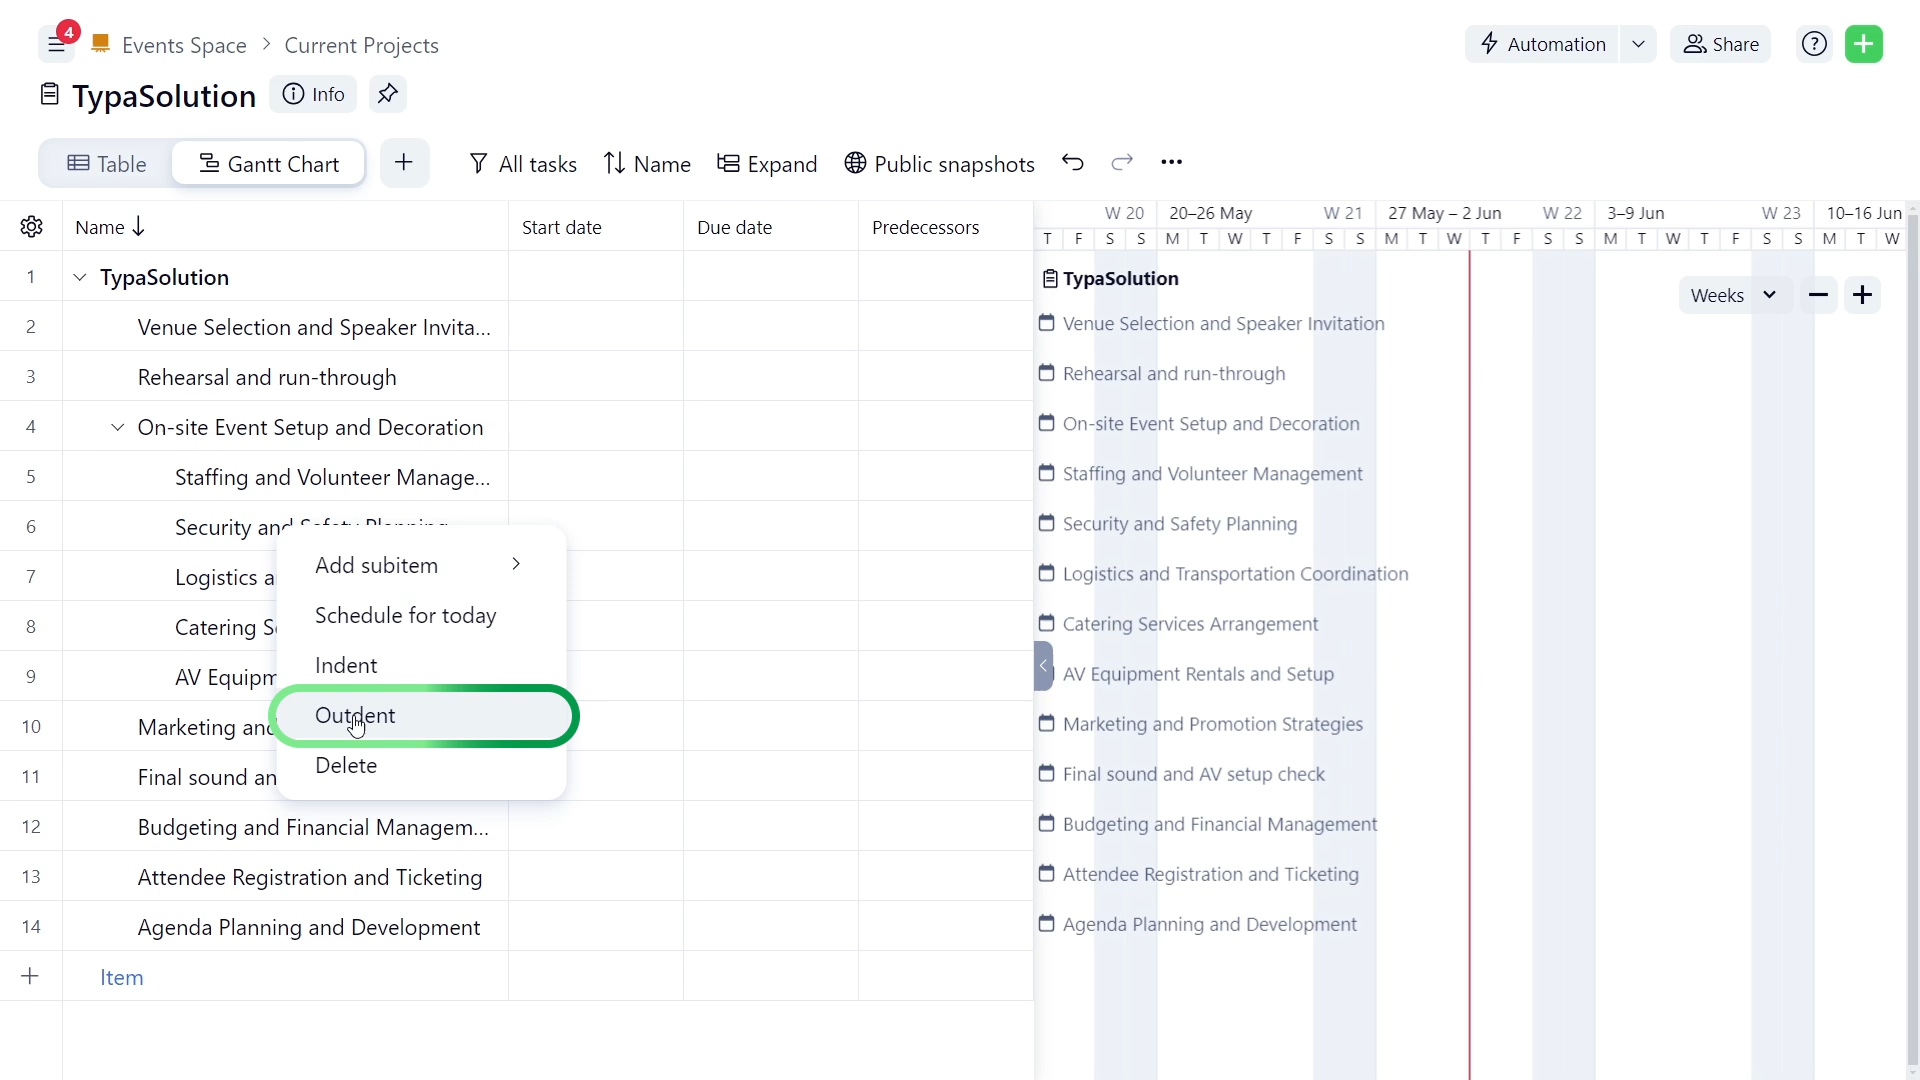 4
Events Space > Current Projects
Automation
Share
TypaSolution
Info
Table
Gantt Chart
All tasks
Name
Expand
Public snapshots
Name
Start date
Due date
Predecessors
W 20
20–26 May
W 21
27 May – 2 Jun
W 22
3–9 Jun
W 23
10–16 Jun
T F S S M T W T F S S M T W T F S S M T W T F S S M T W
1 TypaSolution
TypaSolution
Weeks
2 Venue Selection and Speaker Invita...
Venue Selection and Speaker Invitation
3 Rehearsal and run-through
Rehearsal and run-through
4 On-site Event Setup and Decoration
On-site Event Setup and Decoration
5 Staffing and Volunteer Manage...
Staffing and Volunteer Management
6 Security and Safety Planning
Security and Safety Planning
7 Logistics
Logistics and Transportation Coordination
8 Catering
Catering Services Arrangement
9 AV
AV Equipment Rentals and Setup
10 Marketing
Marketing and Promotion Strategies
11 Final sound
Final sound and AV setup check
12 Budgeting and Financial Managem...
Budgeting and Financial Management
13 Attendee Registration and Ticketing
Attendee Registration and Ticketing
14 Agenda Planning and Development
Agenda Planning and Development
Item
Add subitem
Schedule for today
Indent
Outdent
Delete